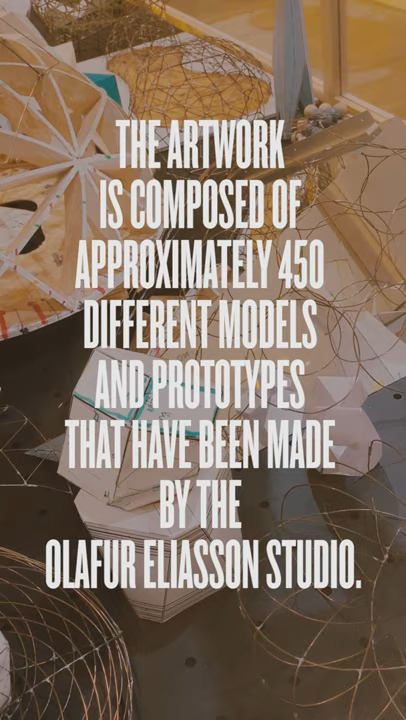 THE ARTWORK
IS COMPOSED OF
APPROXIMATELY 450
DIFFERENT MODELS
AND PROTOTYPES
THAT HAVE BEEN MADE
BY THE
OLAFUR ELIASSON STUDIO.